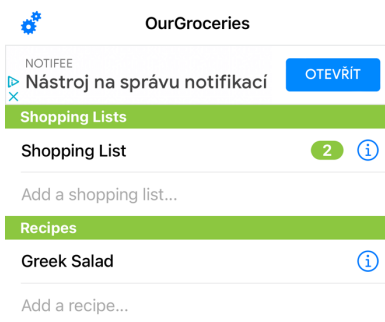 OurGroceries
NOTIFEE
Nástroj na správu notifikací
OTEVŘÍT
Shopping Lists
Shopping List
2
Add a shopping list...
Recipes
Greek Salad
Add a recipe...